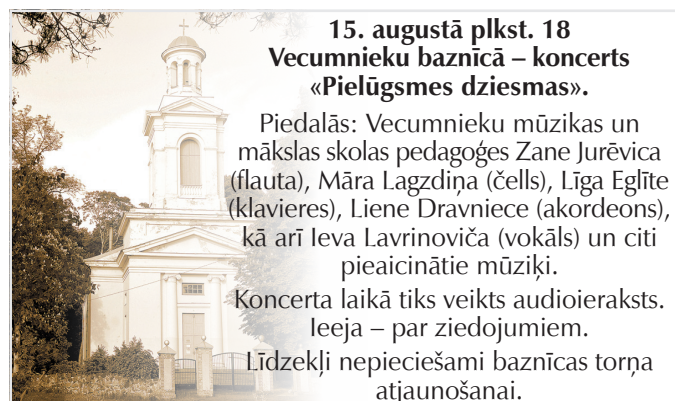 15. augustā plkst. 18
Vecumnieku baznīcā – koncerts
«Pielūgsmes dziesmas».
Piedalās: Vecumnieku mūzikas un
mākslas skolas pedagoģes Zane Jurēvica
(flauta), Māra Lagzdiņa (čells), Līga Eglīte
(klavieres), Liene Dravniece (akordeons),
kā arī Ieva Lavrinoviča (vokāls) un citi
pieaicinātie mūziķi.
Koncerta laikā tiks veikts audioieraksts.
Ieeja – par ziedojumiem.
Līdzekļi nepieciešami baznīcas torņa
atjaunošanai.